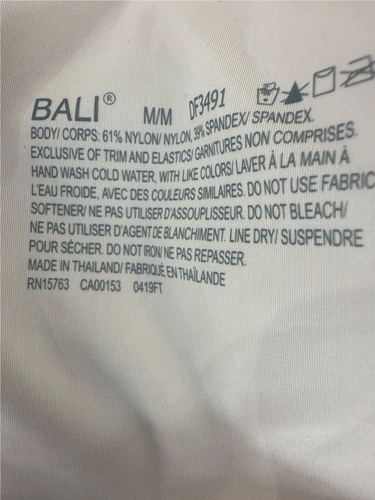 BALI® M/M DF3491
BODY/ CORPS: 61% NYLON/ NYLON, 39% SPANDEX/ SPANDEX.
EXCLUSIVE OF TRIM AND ELASTICS/ GARNITURES NON COMPRISES.
HAND WASH COLD WATER, WITH LIKE COLORS/ LAVER À LA MAIN À
L'EAU FROIDE, AVEC DES COULEURS SIMILAIRES. DO NOT USE FABRIC
SOFTENER/ NE PAS UTILISER D'ASSOUPLISSEUR. DO NOT BLEACH/
NE PAS UTILISER D'AGENT DE BLANCHIMENT. LINE DRY/ SUSPENDRE
POUR SÉCHER. DO NOT IRON/ NE PAS REPASSER.
MADE IN THAILAND/ FABRIQUÉ EN THAÏLANDE
RN15763 CA00153 0419FT